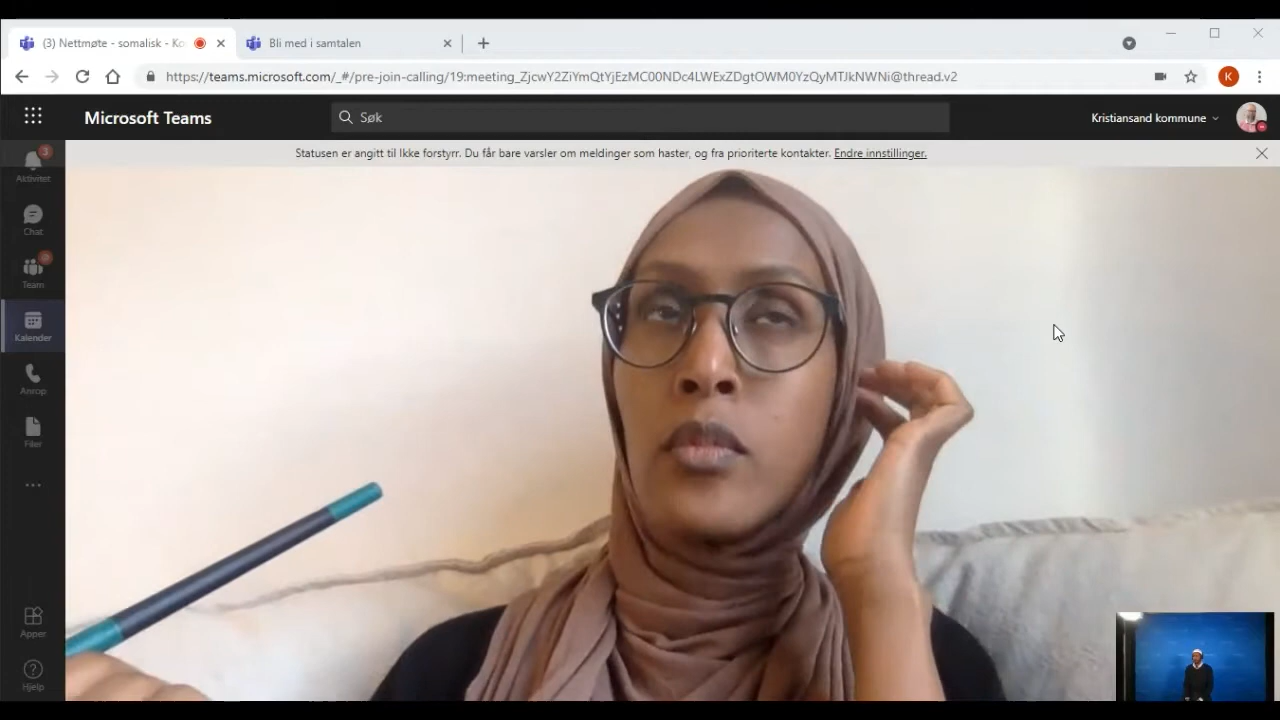 (3) Nettmøte - somalisk - Ko
Bli med i samtalen
https://teams.microsoft.com/_#/pre-join-calling/19:meeting_ZjcwY2ZiYmQtYjEzMC00NDc4LWExZDgtOWM0YzQyMTJkNWNi@thread.v2
K
Microsoft Teams
Søk
Kristiansand kommune
Statusen er angitt til Ikke forstyrr. Du får bare varsler om meldinger som haster, og fra prioriterte kontakter. Endre innstillinger.
3
Aktivitet
Chat
Team
Kalender
Anrop
Filer
Apper
Hjelp